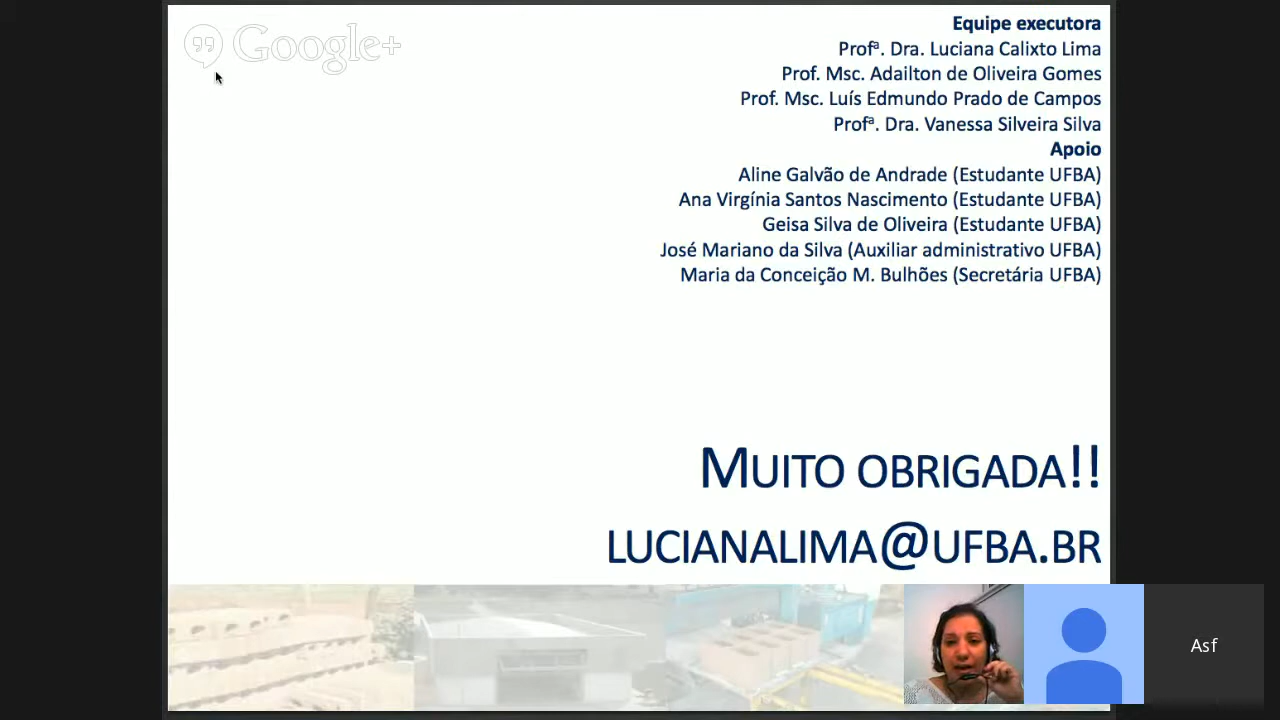 Google+
Equipe executora
Profª. Dra. Luciana Calixto Lima
Prof. Msc. Adailton de Oliveira Gomes
Prof. Msc. Luís Edmundo Prado de Campos
Profª. Dra. Vanessa Silveira Silva
Apoio
Aline Galvão de Andrade (Estudante UFBA)
Ana Virgínia Santos Nascimento (Estudante UFBA)
Geisa Silva de Oliveira (Estudante UFBA)
José Mariano da Silva (Auxiliar administrativo UFBA)
Maria da Conceição M. Bulhões (Secretária UFBA)
MUITO OBRIGADA!!
LUCIANALIMA@UFBA.BR
Asf